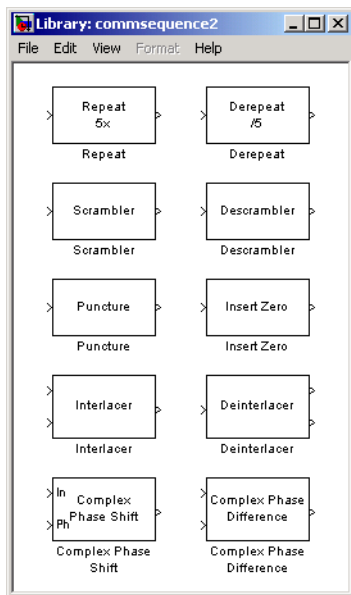 Library: commsequence2
File Edit View Format Help
Repeat
5x
Repeat
Derepeat
/5
Derepeat
Scrambler
Scrambler
Descrambler
Descrambler
Puncture
Puncture
Insert Zero
Insert Zero
Interlacer
Interlacer
Deinterlacer
Deinterlacer
In
Ph
Complex
Phase Shift
Complex Phase
Shift
Complex Phase
Difference
Complex Phase
Difference